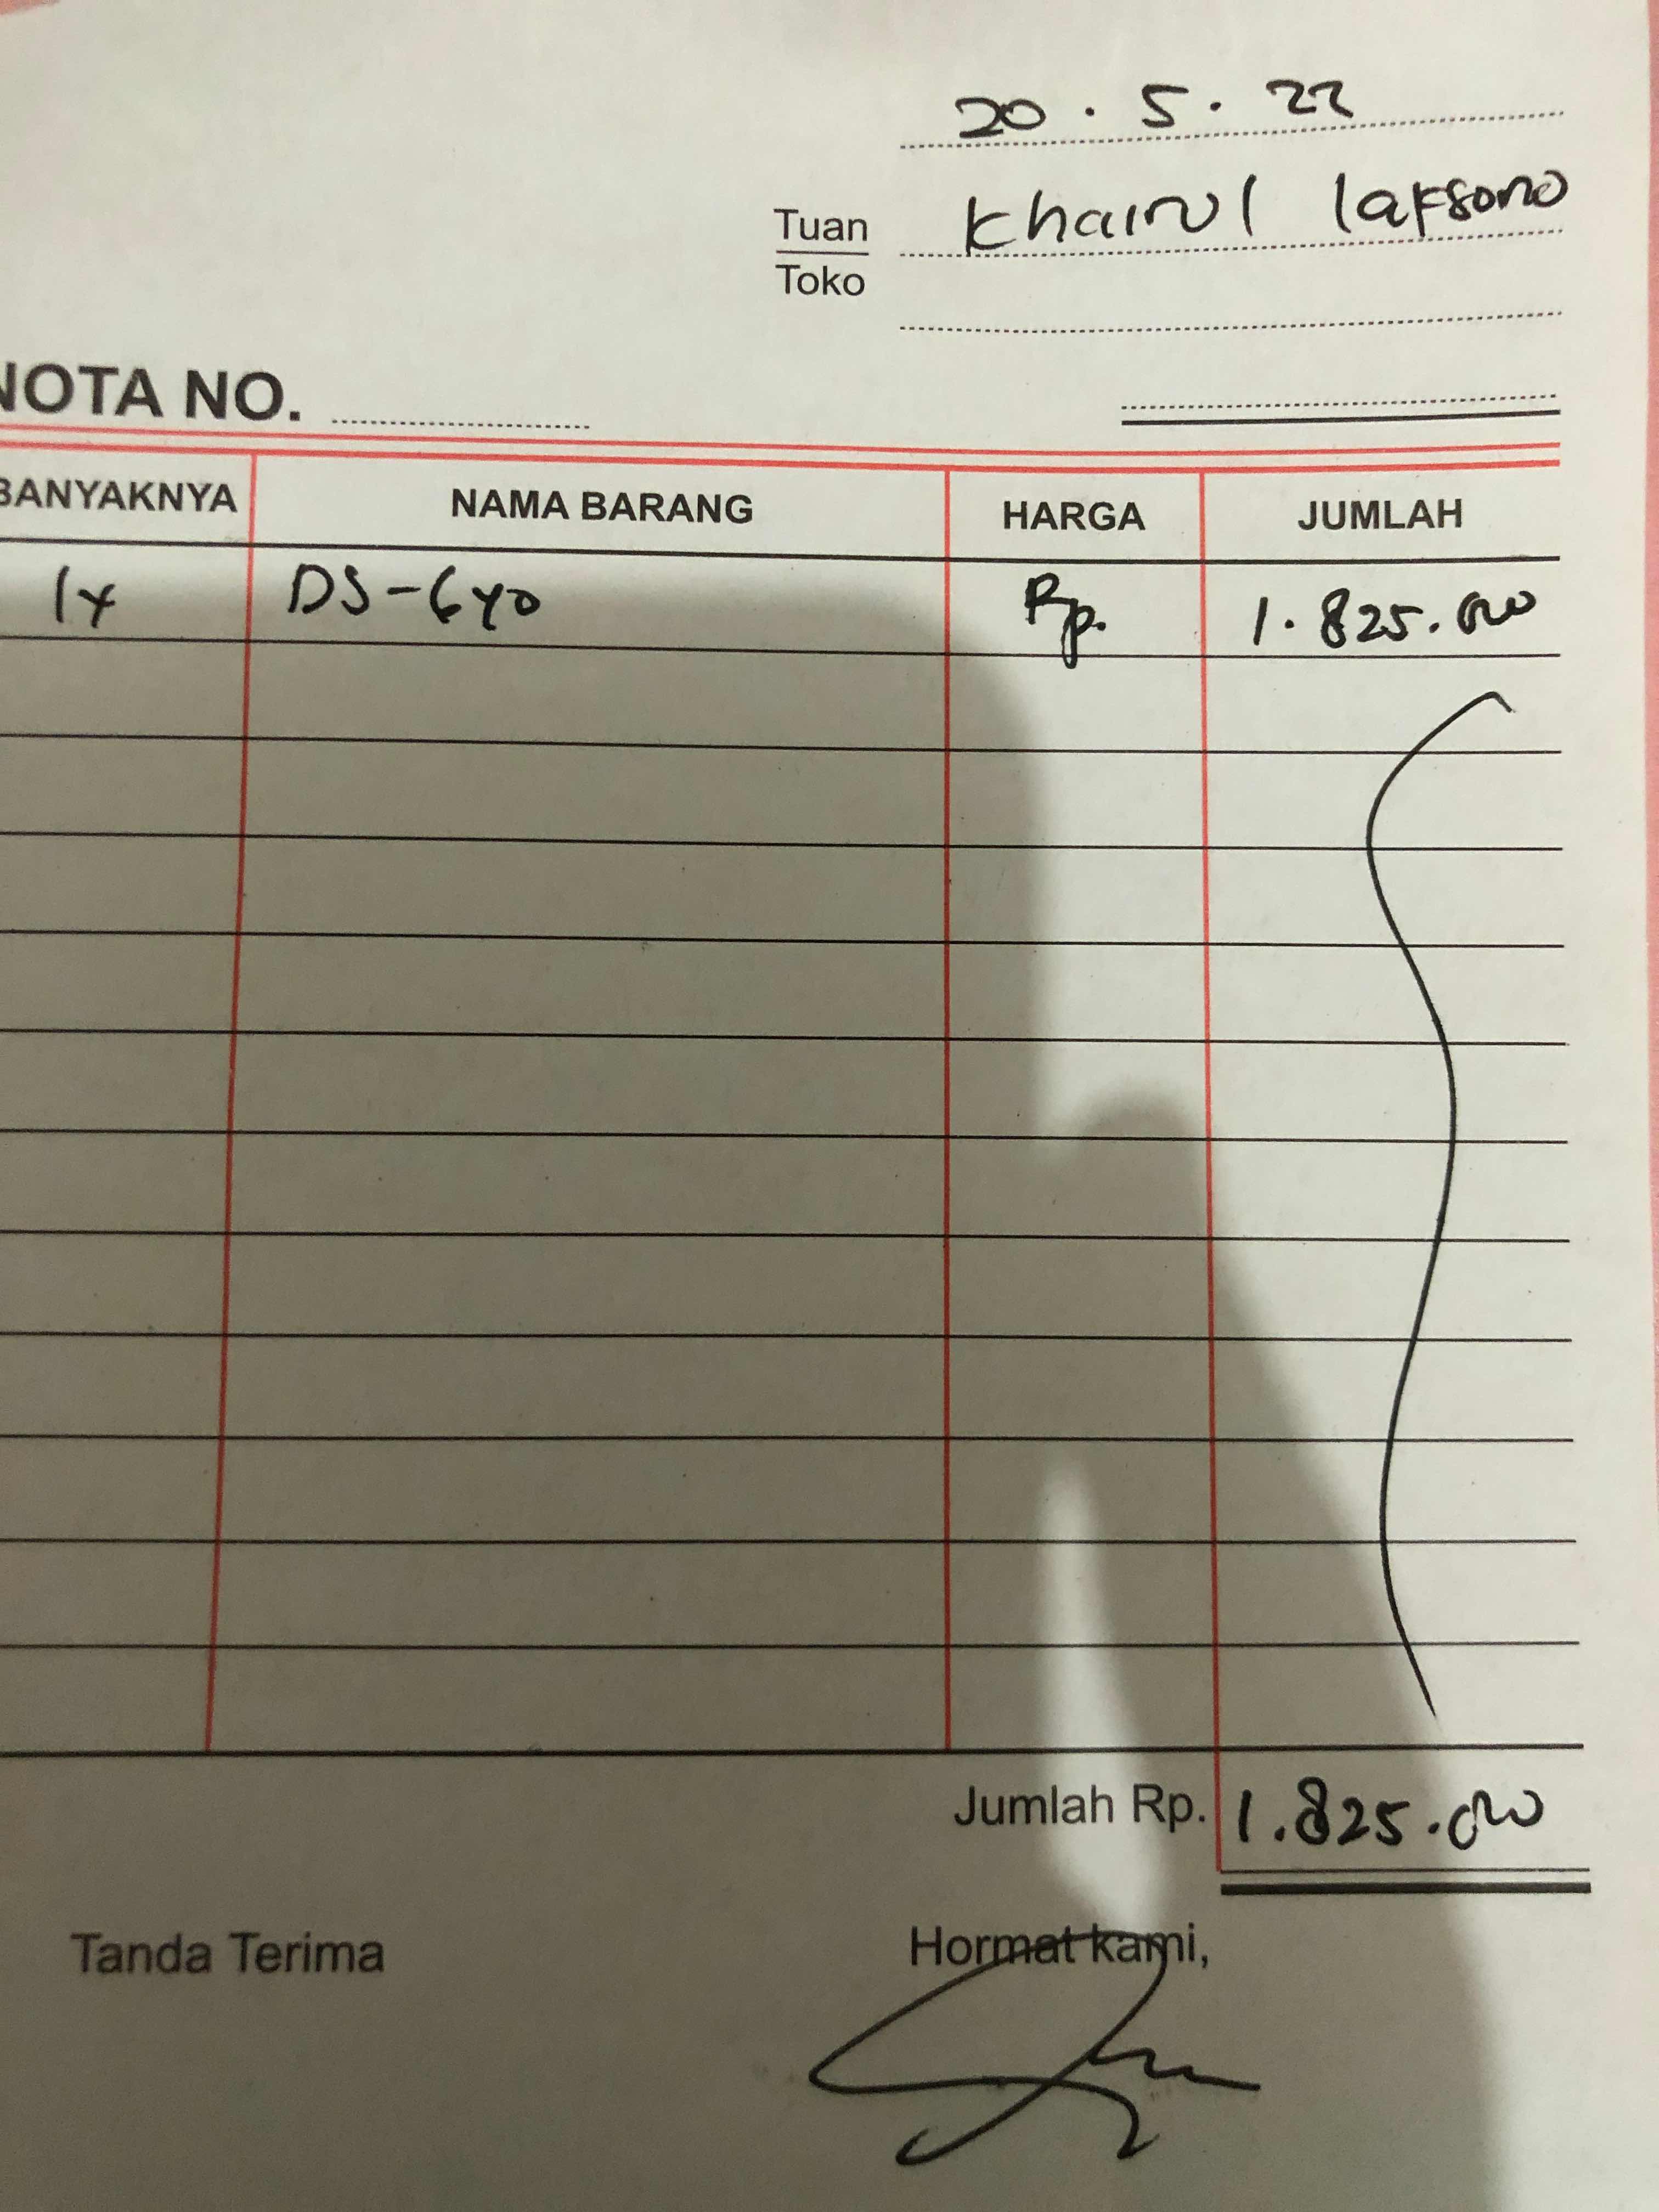 20 . 5 . 22
Tuan Khairul laksono
Toko
NOTA NO.
BANYAKNYA NAMA BARANG HARGA JUMLAH
1x DS-640 Rp. 1.825.000
Jumlah Rp. 1.825.000
Tanda Terima Hormat kami,